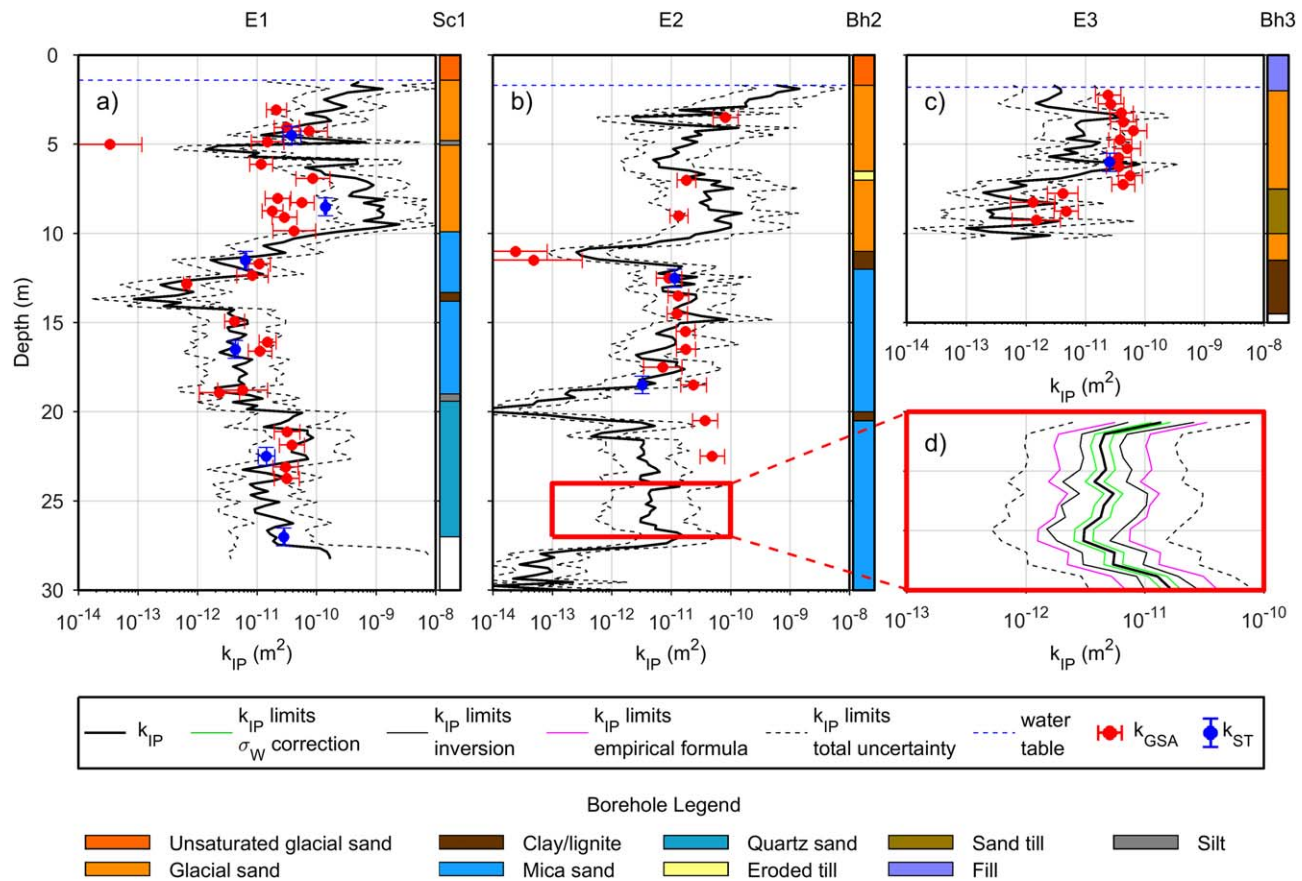 E1 Sc1 E2 Bh2 E3 Bh3
a) b) c)
0
5
10
15
20
25
30
Depth (m)
10⁻¹⁴ 10⁻¹³ 10⁻¹² 10⁻¹¹ 10⁻¹⁰ 10⁻⁹ 10⁻⁸
k_IP (m²)
d)
10⁻¹⁴ 10⁻¹³ 10⁻¹² 10⁻¹¹ 10⁻¹⁰ 10⁻⁹ 10⁻⁸
k_IP (m²)
10⁻¹⁴ 10⁻¹³ 10⁻¹² 10⁻¹¹ 10⁻¹⁰ 10⁻⁹ 10⁻⁸
k_IP (m²)
10⁻¹³ 10⁻¹² 10⁻¹¹ 10⁻¹⁰
k_IP (m²)
k_IP
k_IP limits
σ_W correction
k_IP limits
inversion
k_IP limits
empirical formula
k_IP limits
total uncertainty
water
table
k_GSA
k_ST
Borehole Legend
Unsaturated glacial sand Clay/lignite Quartz sand Sand till Silt
Glacial sand Mica sand Eroded till Fill